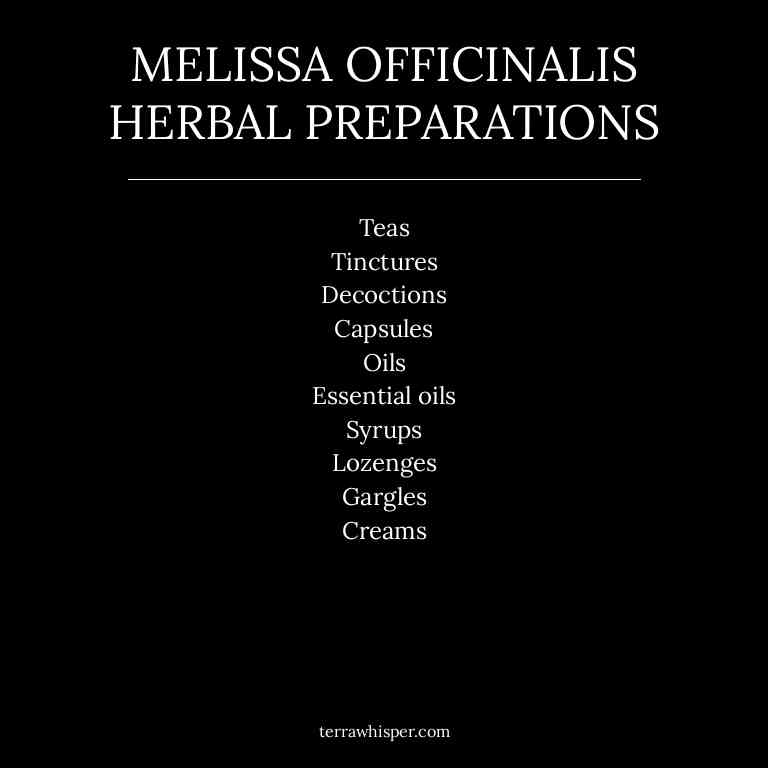 MELISSA OFFICINALIS
HERBAL PREPARATIONS
Teas
Tinctures
Decoctions
Capsules
Oils
Essential oils
Syrups
Lozenges
Gargles
Creams
terrawhisper.com